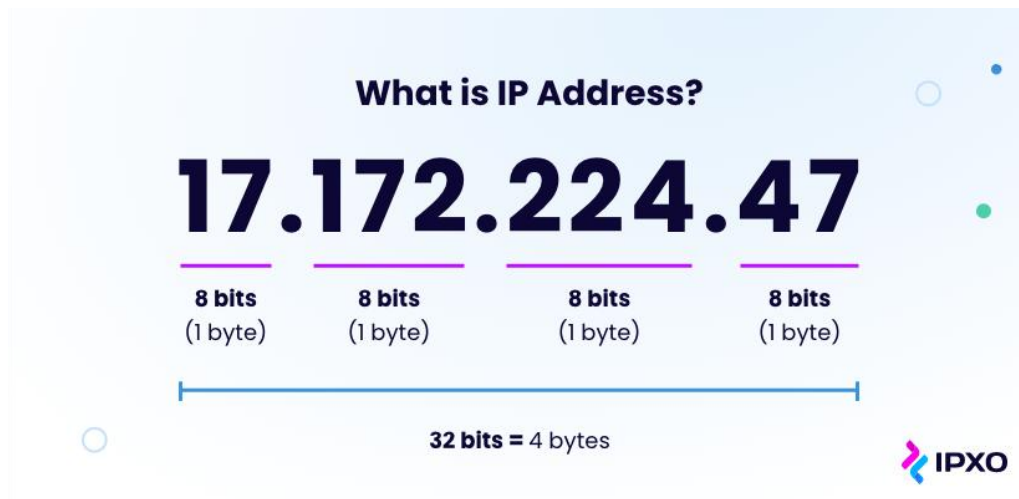 What is IP Address?
17.172.224.47
8 bits 8 bits 8 bits 8 bits
(1 byte) (1 byte) (1 byte) (1 byte)
32 bits = 4 bytes
IPXO